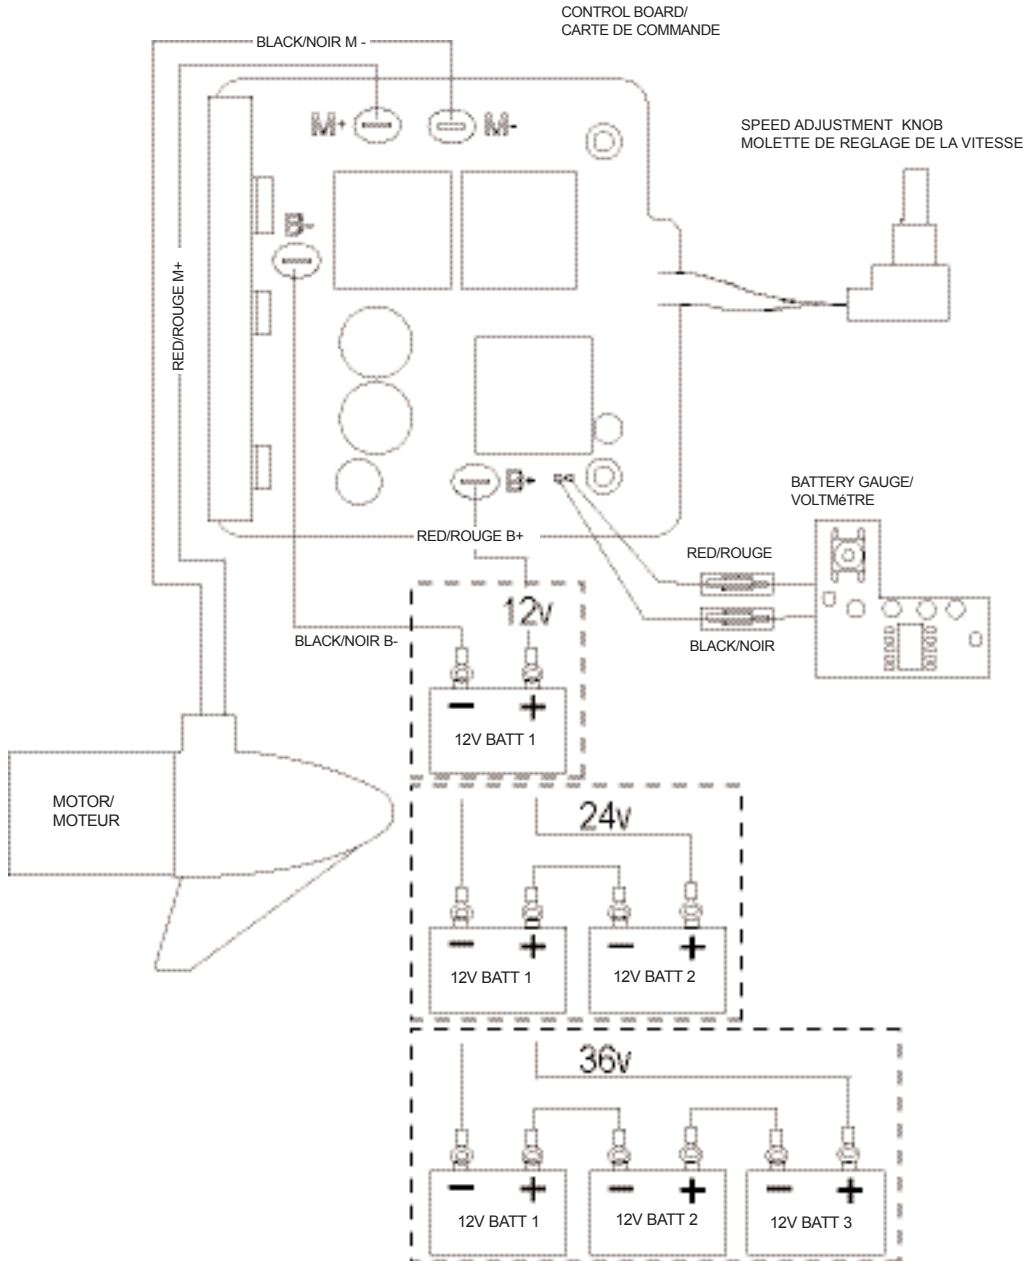 CONTROL BOARD/
CARTE DE COMMANDE
BLACK/NOIR M -
M+
M-
SPEED ADJUSTMENT KNOB
MOLETTE DE REGLAGE DE LA VITESSE
B-
RED/ROUGE M+
B+
BATTERY GAUGE/
VOLTMéTRE
RED/ROUGE B+
RED/ROUGE
12v
BLACK/NOIR B-
BLACK/NOIR
- +
12V BATT 1
MOTOR/
MOTEUR
24v
- + - +
12V BATT 1
12V BATT 2
36v
- + - + - +
12V BATT 1
12V BATT 2
12V BATT 3